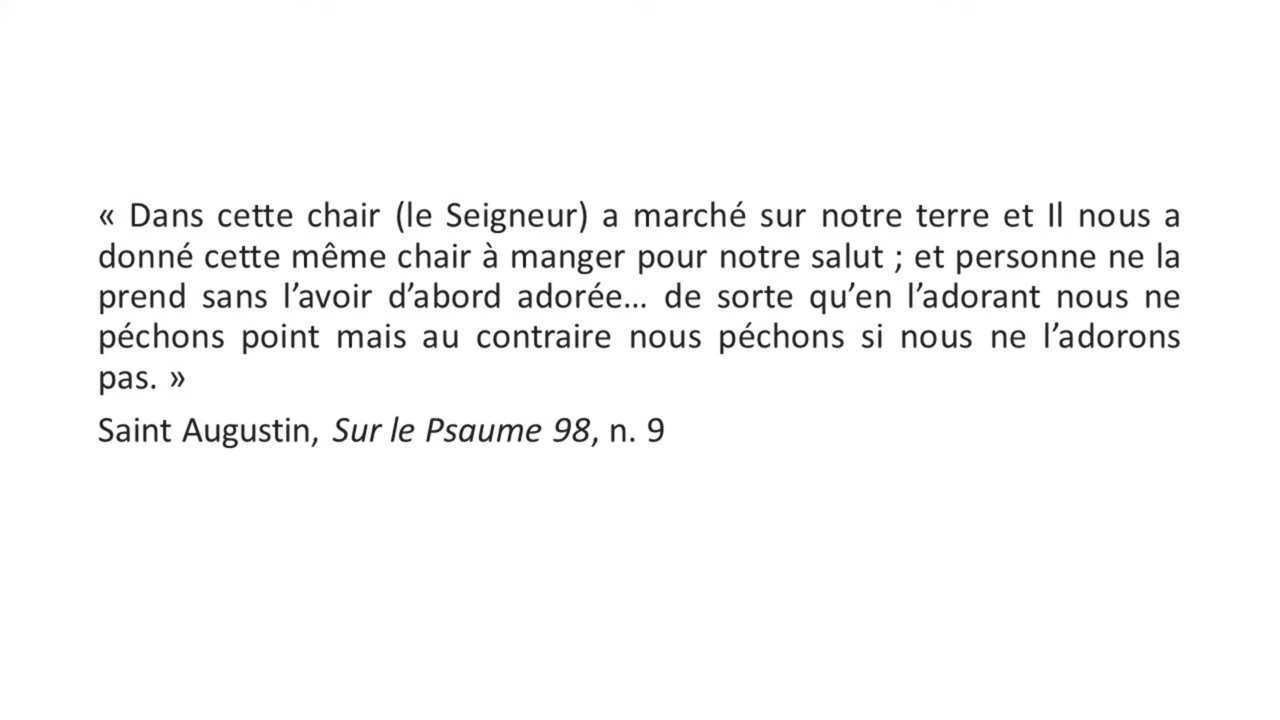 « Dans cette chair (le Seigneur) a marché sur notre terre et Il nous a
donné cette même chair à manger pour notre salut ; et personne ne la
prend sans l’avoir d’abord adorée… de sorte qu’en l’adorant nous ne
péchons point mais au contraire nous péchons si nous ne l’adorons
pas. »
Saint Augustin, Sur le Psaume 98, n. 9